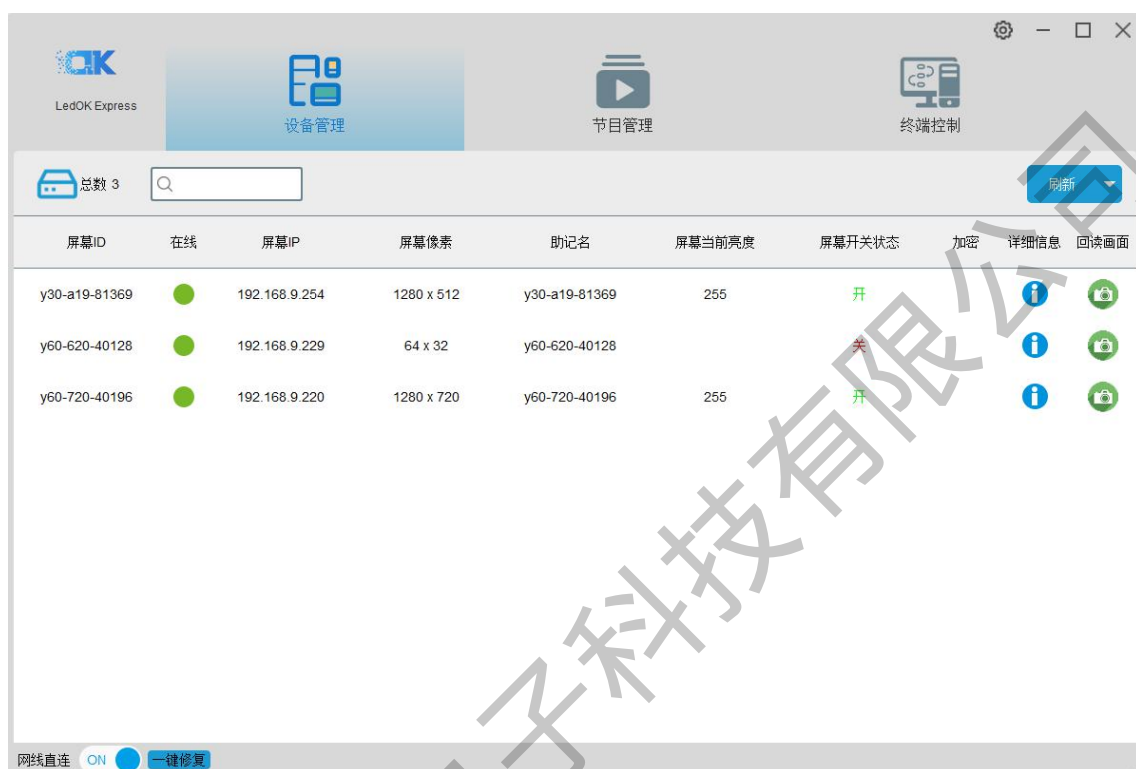 LedOK Express
设备管理
节目管理
终端控制
总数 3
刷新
屏幕ID 在线 屏幕IP 屏幕像素 助记名 屏幕当前亮度 屏幕开关状态 加密 详细信息 回读画面
y30-a19-81369 192.168.9.254 1280 x 512 y30-a19-81369 255 开
y60-620-40128 192.168.9.229 64 x 32 y60-620-40128 关
y60-720-40196 192.168.9.220 1280 x 720 y60-720-40196 255 开
网线直连 ON 一键修复
子科技有限公司